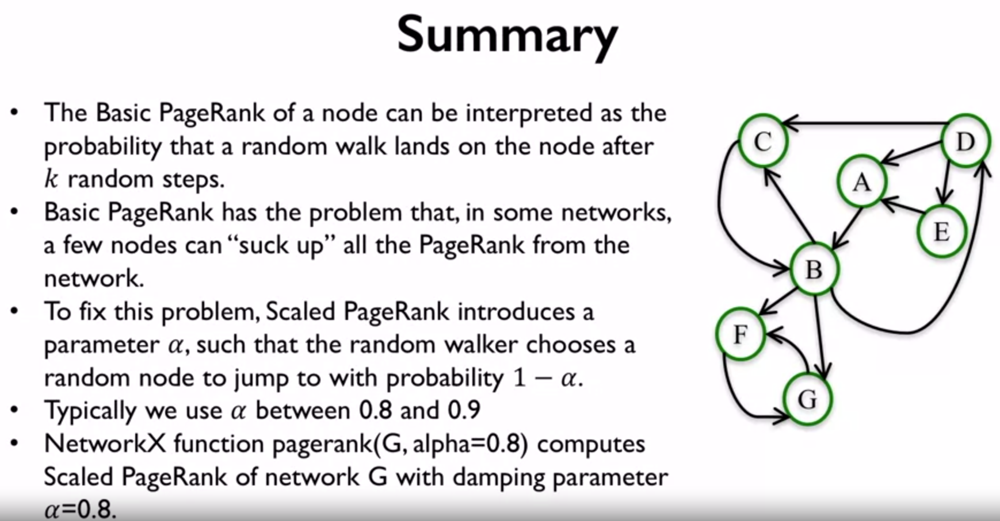 Summary
• The Basic PageRank of a node can be interpreted as the
probability that a random walk lands on the node after
k random steps.
• Basic PageRank has the problem that, in some networks,
a few nodes can “suck up” all the PageRank from the
network.
• To fix this problem, Scaled PageRank introduces a
parameter α, such that the random walker chooses a
random node to jump to with probability 1 − α.
• Typically we use α between 0.8 and 0.9
• NetworkX function pagerank(G, alpha=0.8) computes
Scaled PageRank of network G with damping parameter
α=0.8.
C
D
A
E
B
F
G